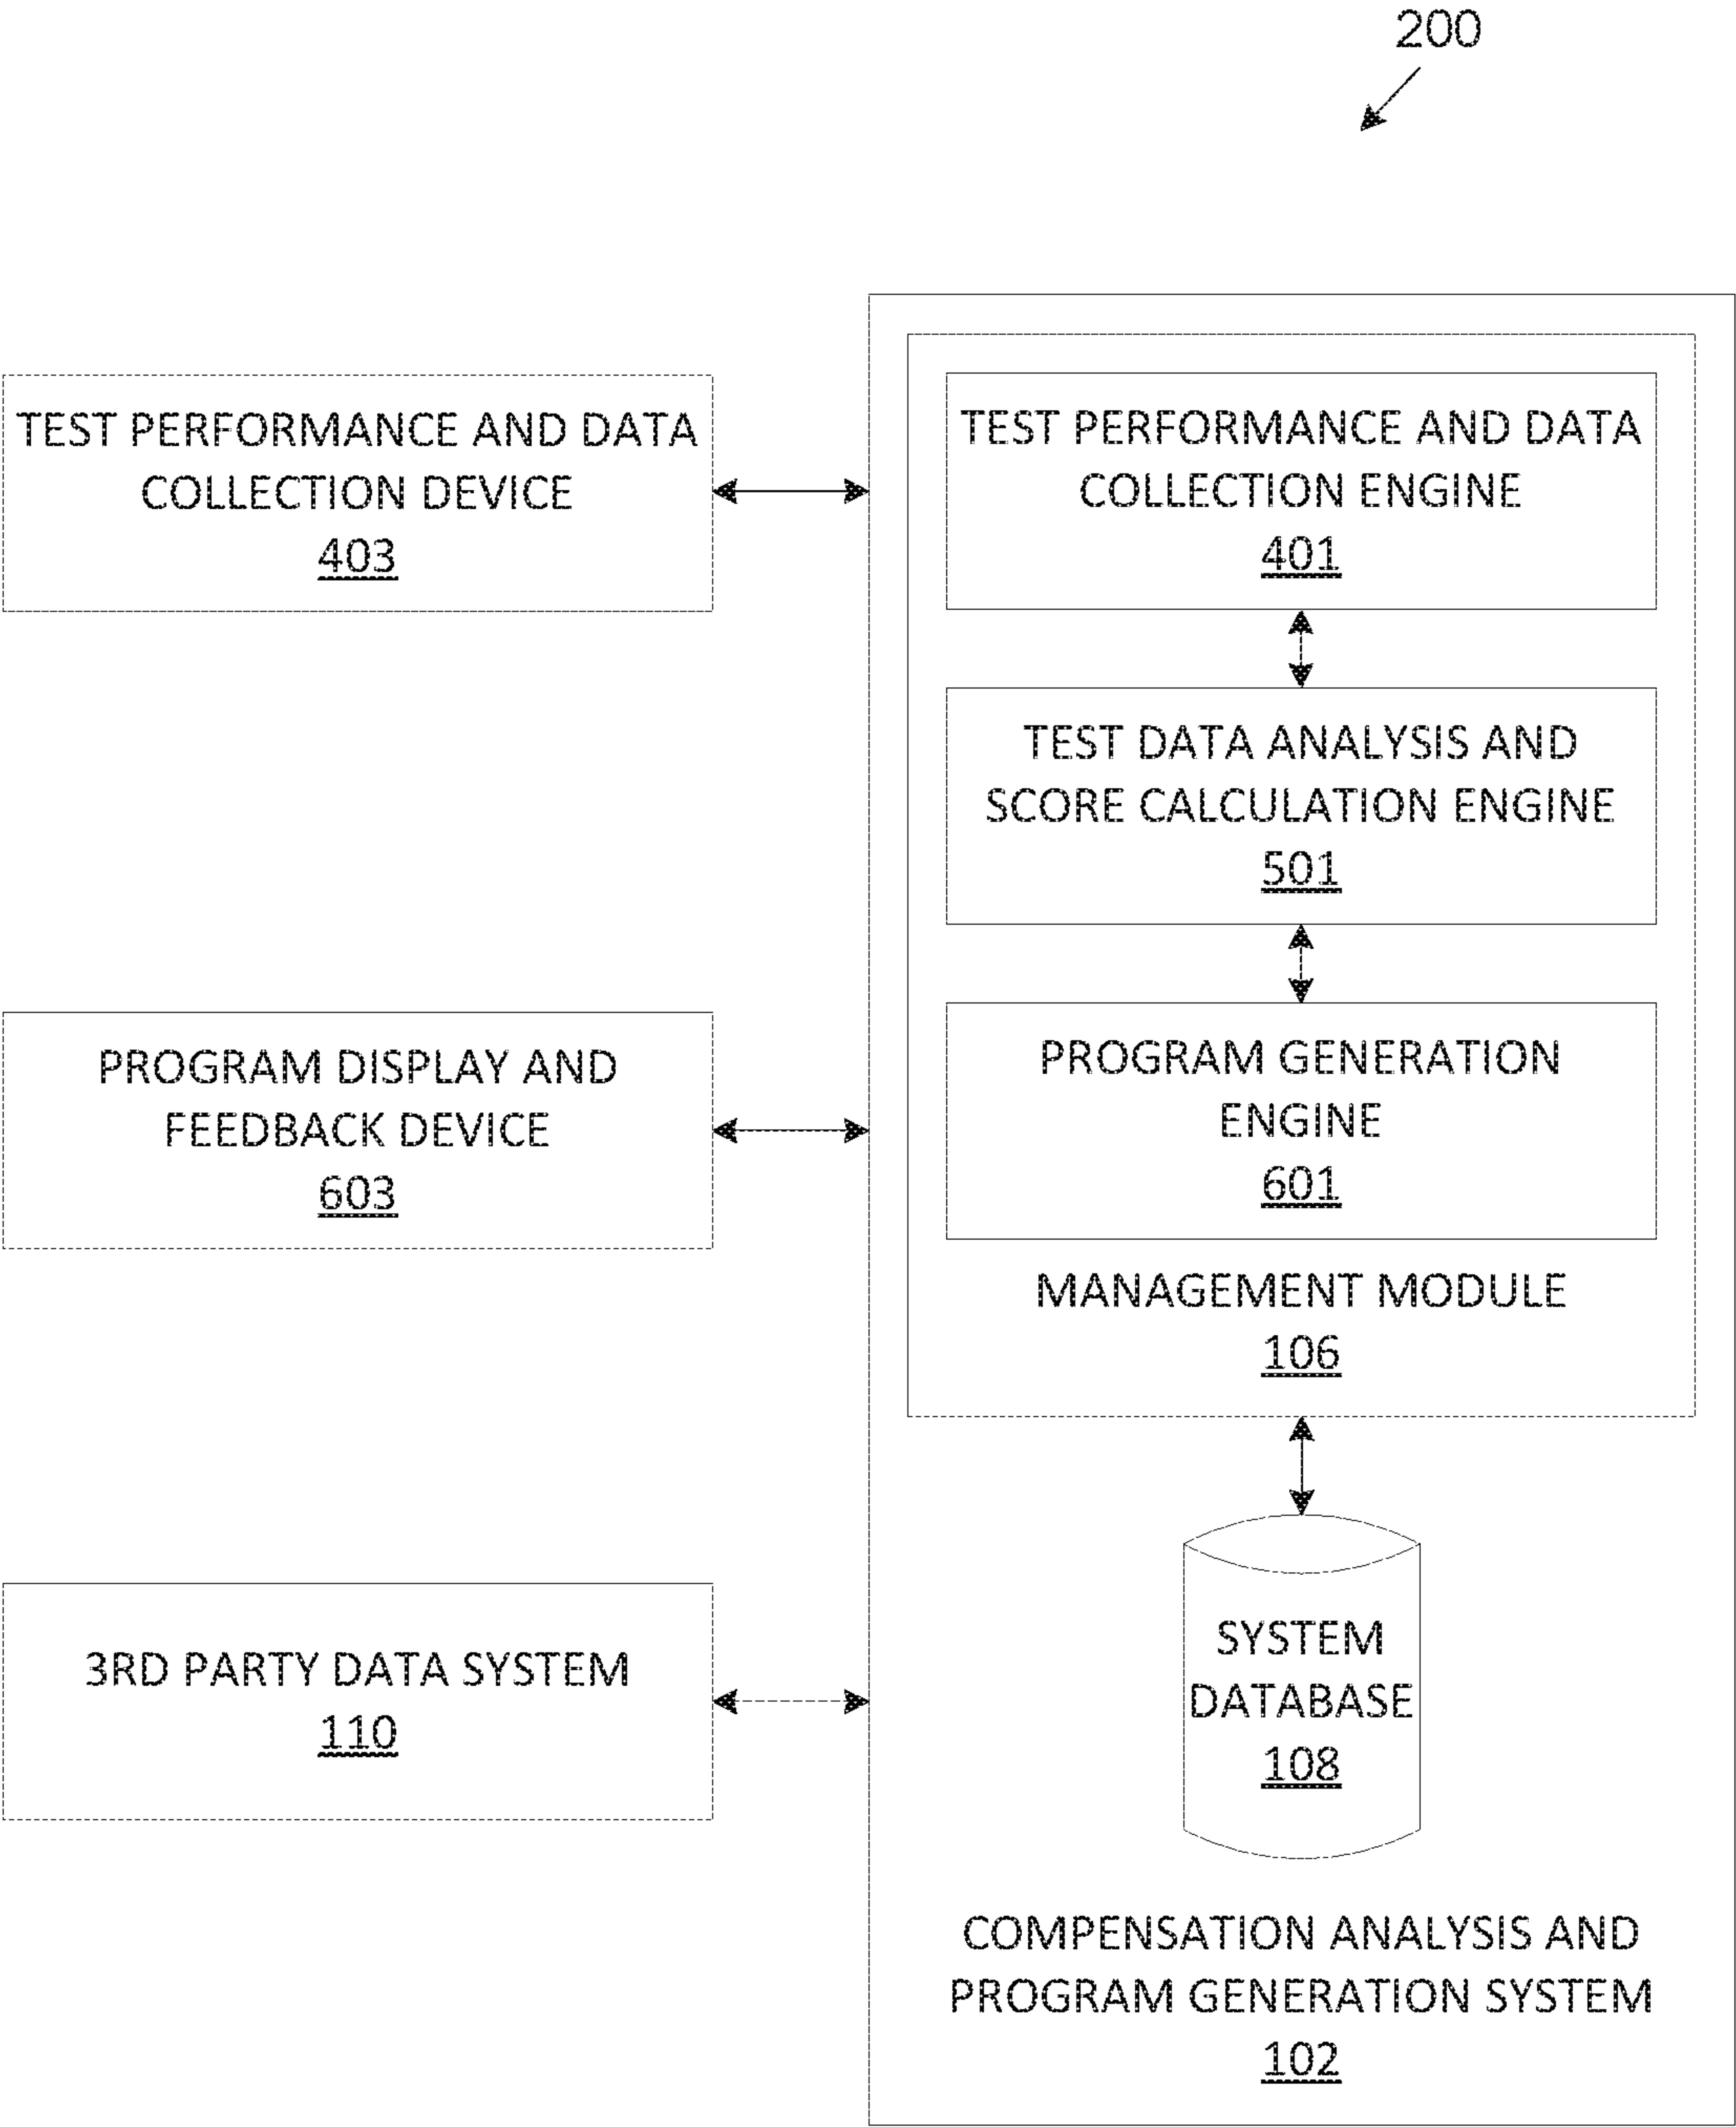 200
TEST PERFORMANCE AND DATA
COLLECTION DEVICE
403
TEST PERFORMANCE AND DATA
COLLECTION ENGINE
401
TEST DATA ANALYSIS AND
SCORE CALCULATION ENGINE
501
PROGRAM DISPLAY AND
FEEDBACK DEVICE
603
PROGRAM GENERATION
ENGINE
601
MANAGEMENT MODULE
106
3RD PARTY DATA SYSTEM
110
SYSTEM
DATABASE
108
COMPENSATION ANALYSIS AND
PROGRAM GENERATION SYSTEM
102